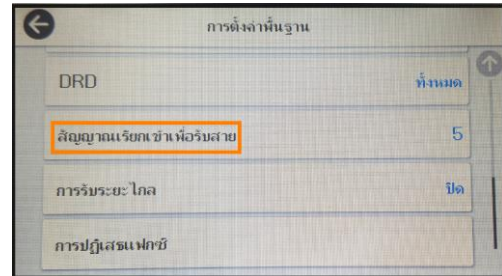 การตั้งค่าพื้นฐาน
DRD
ทั้งหมด
สัญญาณเรียกเข้าเพื่อรับสาย
5
การรับระยะไกล
ปิด
การปฏิเสธแฟกซ์